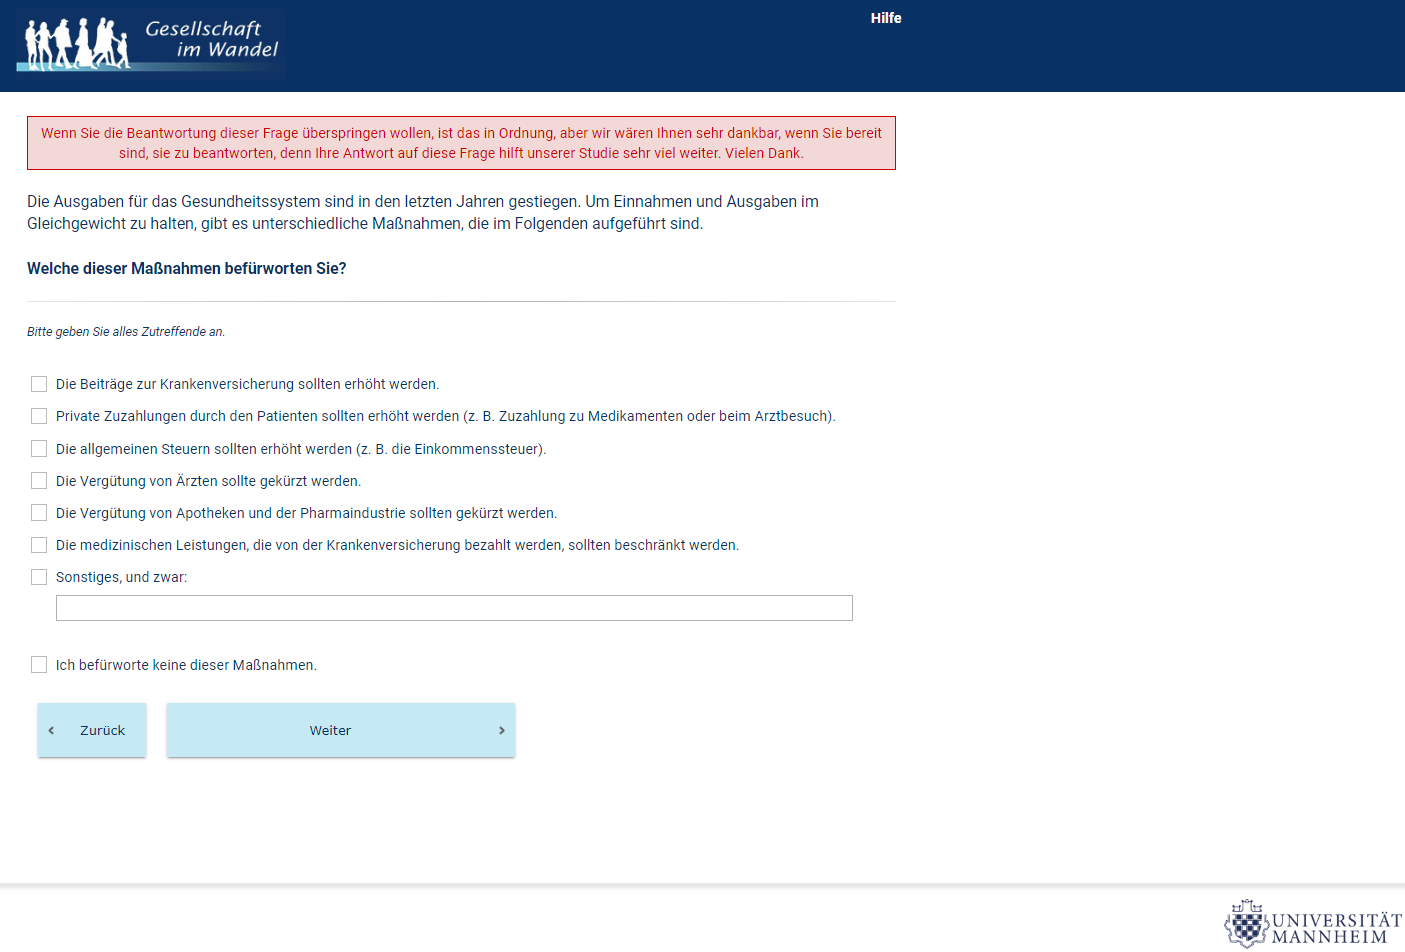 Gesellschaft
im Wandel
Hilfe
Wenn Sie die Beantwortung dieser Frage überspringen wollen, ist das in Ordnung, aber wir wären Ihnen sehr dankbar, wenn Sie bereit
sind, sie zu beantworten, denn Ihre Antwort auf diese Frage hilft unserer Studie sehr viel weiter. Vielen Dank.
Die Ausgaben für das Gesundheitssystem sind in den letzten Jahren gestiegen. Um Einnahmen und Ausgaben im
Gleichgewicht zu halten, gibt es unterschiedliche Maßnahmen, die im Folgenden aufgeführt sind.
Welche dieser Maßnahmen befürworten Sie?
Bitte geben Sie alles Zutreffende an.
Die Beiträge zur Krankenversicherung sollten erhöht werden.
Private Zuzahlungen durch den Patienten sollten erhöht werden (z. B. Zuzahlung zu Medikamenten oder beim Arztbesuch).
Die allgemeinen Steuern sollten erhöht werden (z. B. die Einkommenssteuer).
Die Vergütung von Ärzten sollte gekürzt werden.
Die Vergütung von Apotheken und der Pharmaindustrie sollten gekürzt werden.
Die medizinischen Leistungen, die von der Krankenversicherung bezahlt werden, sollten beschränkt werden.
Sonstiges, und zwar:
Ich befürworte keine dieser Maßnahmen.
‹ Zurück
Weiter ›
UNIVERSITÄT
MANNHEIM